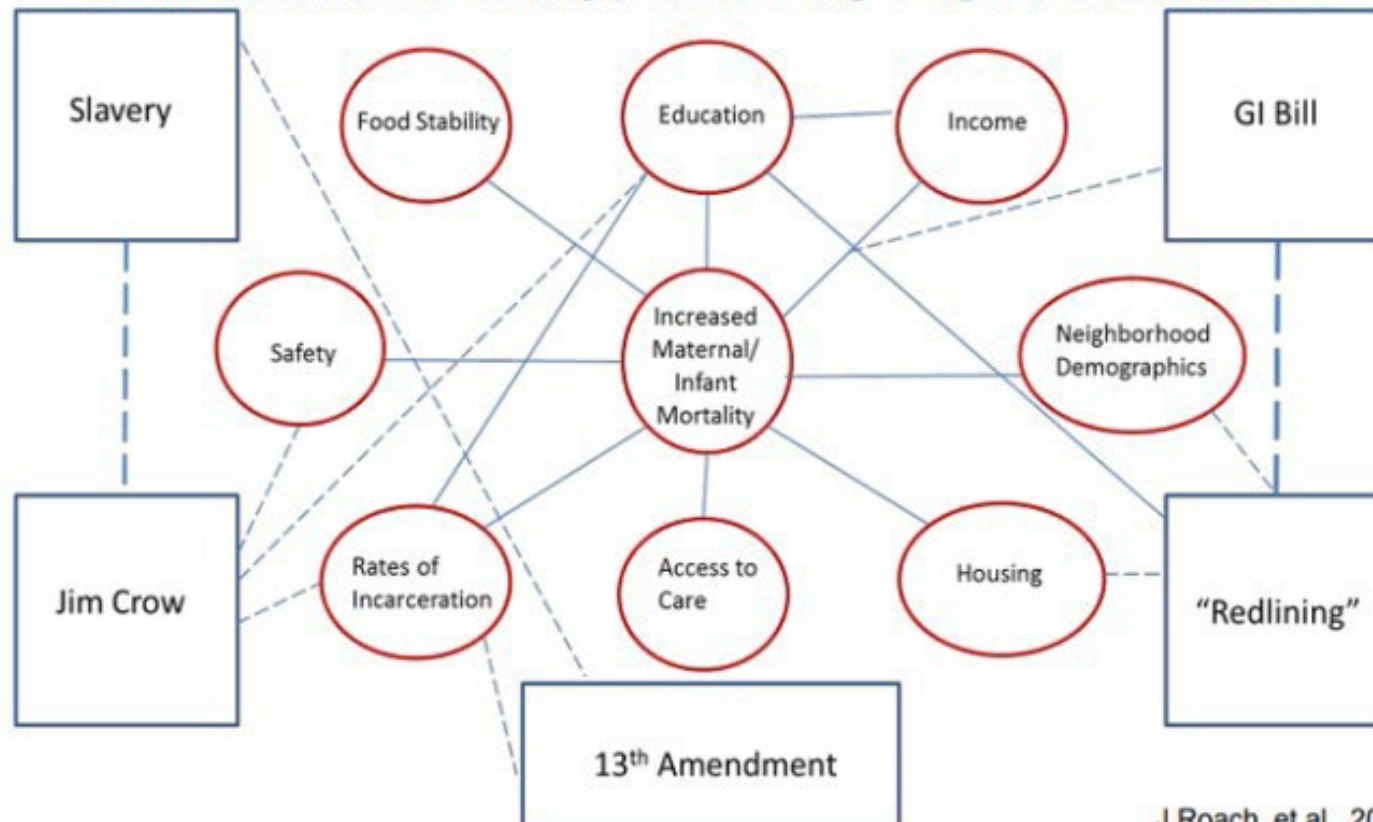 Slavery
Food Stability
Education
Income
GI Bill
Safety
Increased
Maternal/
Infant
Mortality
Neighborhood
Demographics
Jim Crow
Rates of
Incarceration
Access to
Care
Housing
“Redlining”
13th Amendment
J Roach, et al., 20